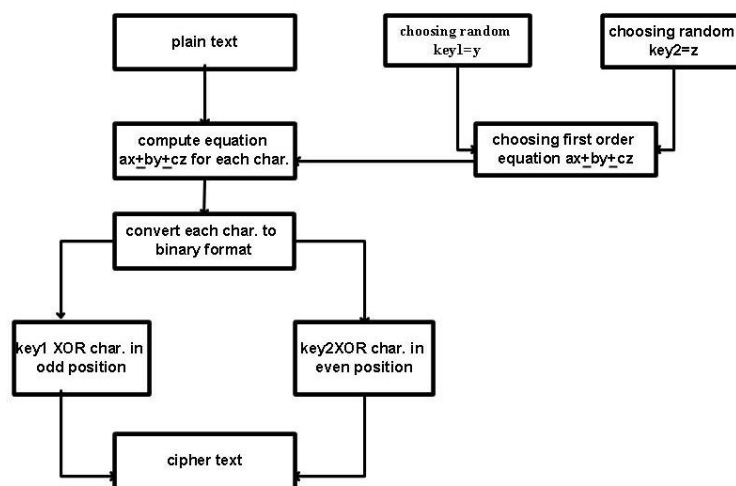 plain text
choosing random
key1=y
choosing random
key2=z
compute equation
ax±by±cz for each char.
choosing first order
equation ax±by±cz
convert each char. to
binary format
key1 XOR char. in
odd position
key2XOR char. in
even position
cipher text